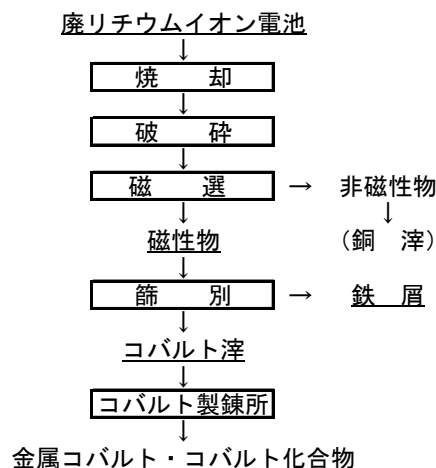 廃リチウムイオン電池
↓
焼 却
↓
破 砕
↓
磁 選 → 非磁性物
↓ ↓
磁性物 (銅 滓)
↓
篩 別 → 鉄 屑
↓
コバルト滓
↓
コバルト製錬所
↓
金属コバルト・コバルト化合物